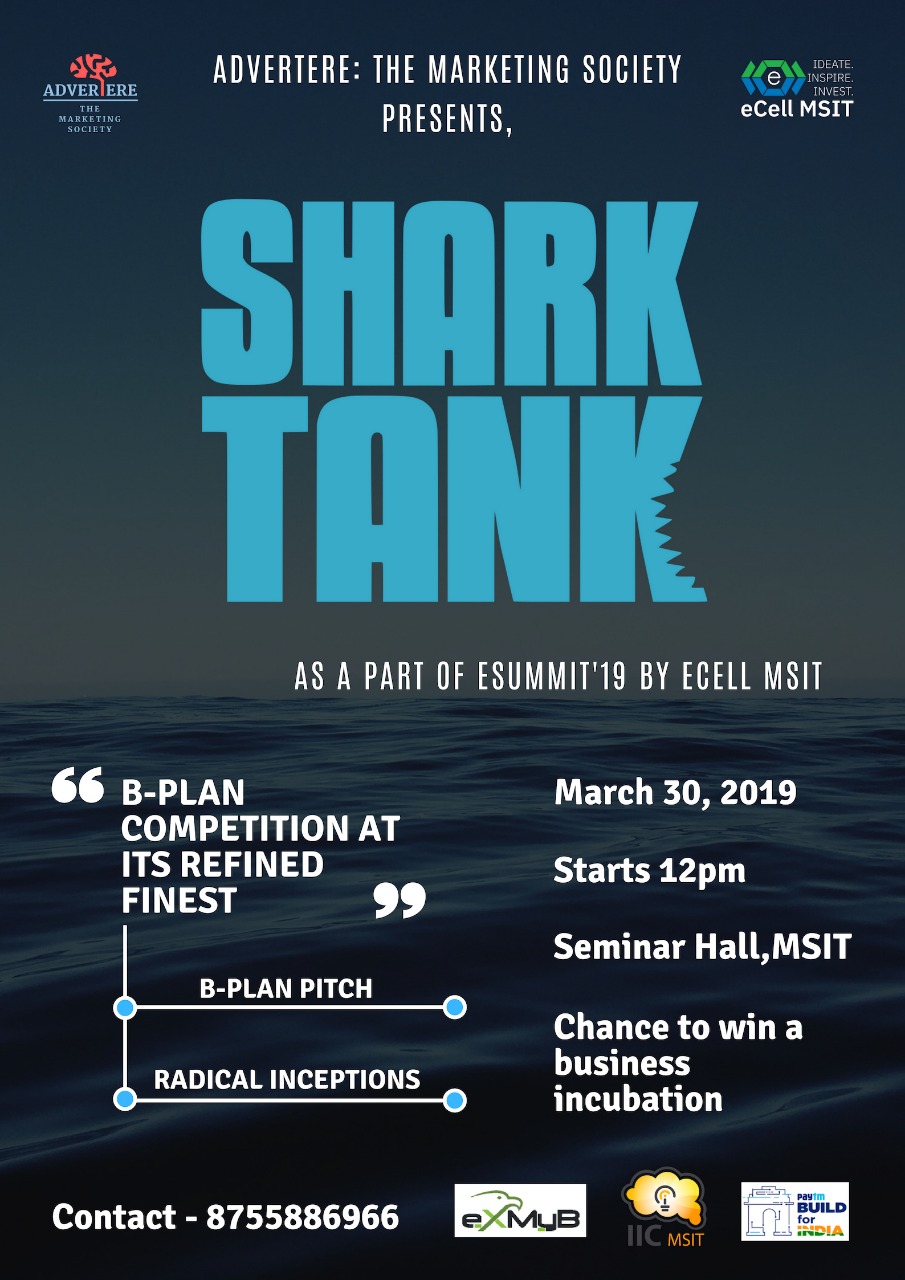 ADVERTERE
THE
MARKETING
SOCIETY
ADVERTERE: THE MARKETING SOCIETY
PRESENTS,
IDEATE.
INSPIRE.
INVEST.
e
eCell MSIT
SHARK
TANK
AS A PART OF ESUMMIT'19 BY ECELL MSIT
“ B-PLAN
COMPETITION AT
ITS REFINED
FINEST ”
B-PLAN PITCH
RADICAL INCEPTIONS
March 30, 2019
Starts 12pm
Seminar Hall,MSIT
Chance to win a
business
incubation
Contact - 8755886966
eXMyB
IIC MSIT
paytm
BUILD
for
INDIA